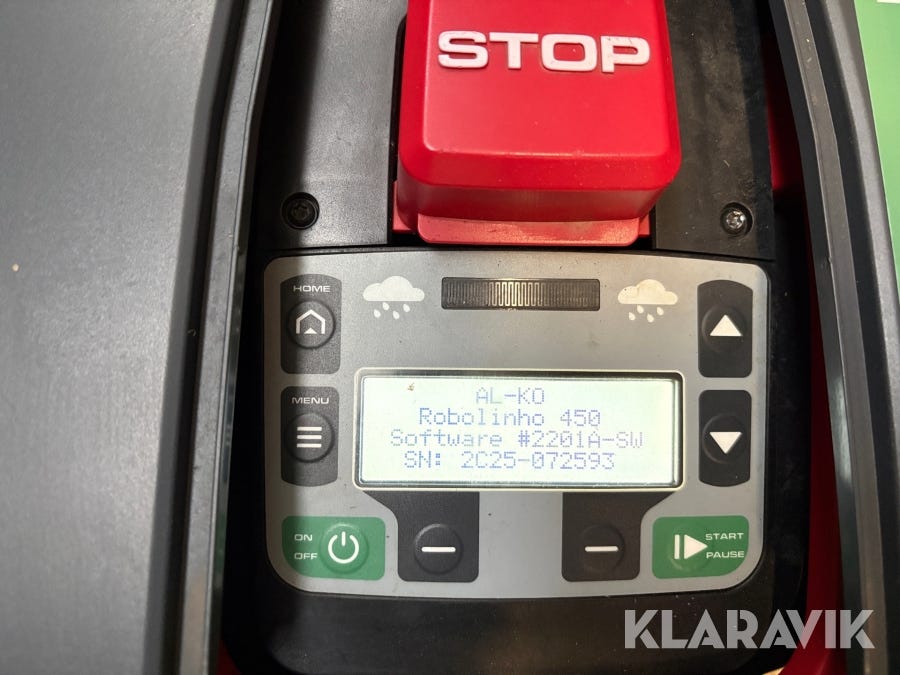 STOP
HOME
MENU
AL-KO
Robolinho 450
Software #2201A-SW
SN: 2C25-072593
ON
OFF
START
PAUSE
KLARAVIK